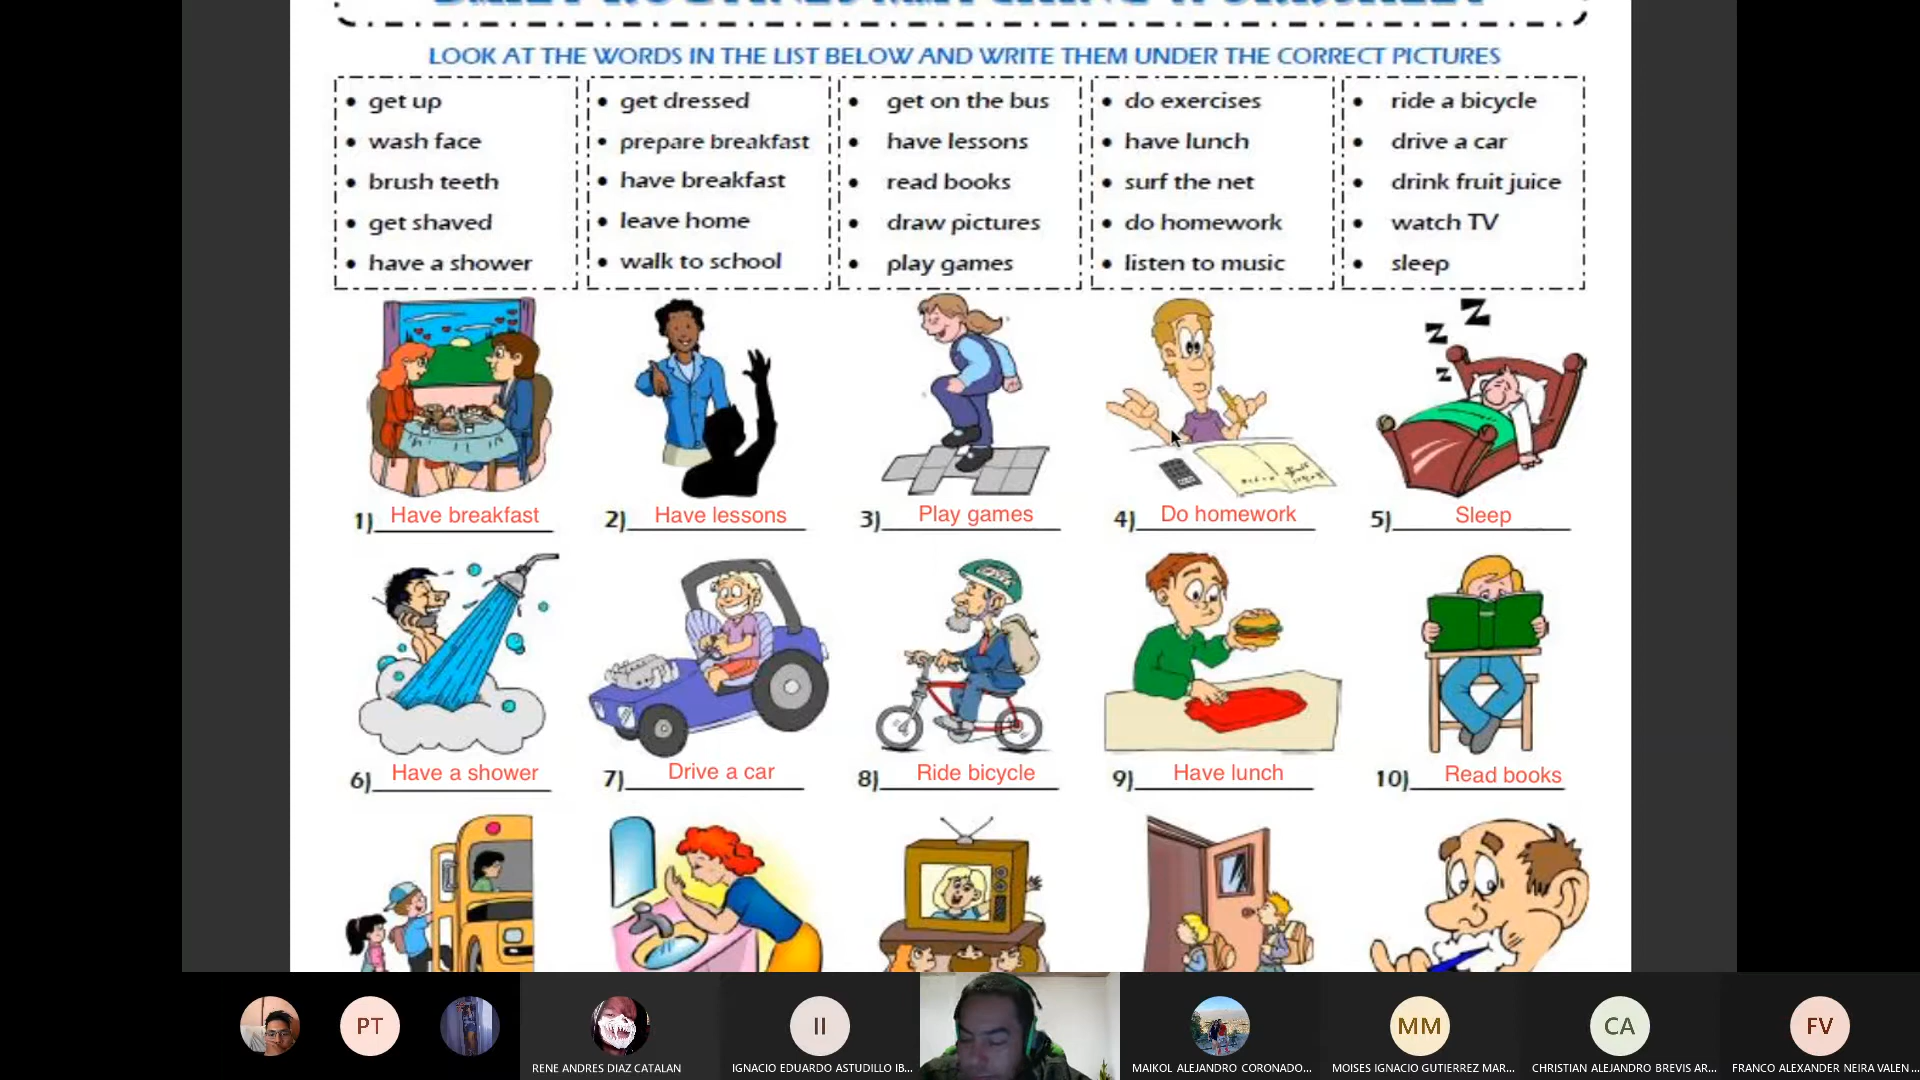 LOOK AT THE WORDS IN THE LIST BELOW AND WRITE THEM UNDER THE CORRECT PICTURES
• get up
• wash face
• brush teeth
• get shaved
• have a shower
• get dressed
• prepare breakfast
• have breakfast
• leave home
• walk to school
• get on the bus
• have lessons
• read books
• draw pictures
• play games
• do exercises
• have lunch
• surf the net
• do homework
• listen to music
• ride a bicycle
• drive a car
• drink fruit juice
• watch TV
• sleep
z z z
1) Have breakfast
2) Have lessons
3) Play games
4) Do homework
5) Sleep
6) Have a shower
7) Drive a car
8) Ride bicycle
9) Have lunch
10) Read books
PT
RENE ANDRES DIAZ CATALAN
II
IGNACIO EDUARDO ASTUDILLO IB...
MAIKOL ALEJANDRO CORONADO...
MM
MOISES IGNACIO GUTIERREZ MAR...
CA
CHRISTIAN ALEJANDRO BREVIS AR...
FV
FRANCO ALEXANDER NEIRA VALEN...